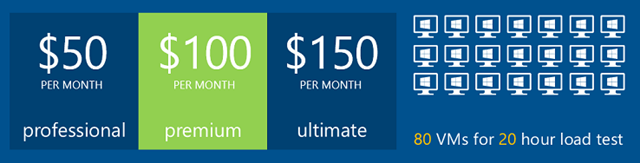 $50
PER MONTH
professional
$100
PER MONTH
premium
$150
PER MONTH
ultimate
80 VMs for 20 hour load test